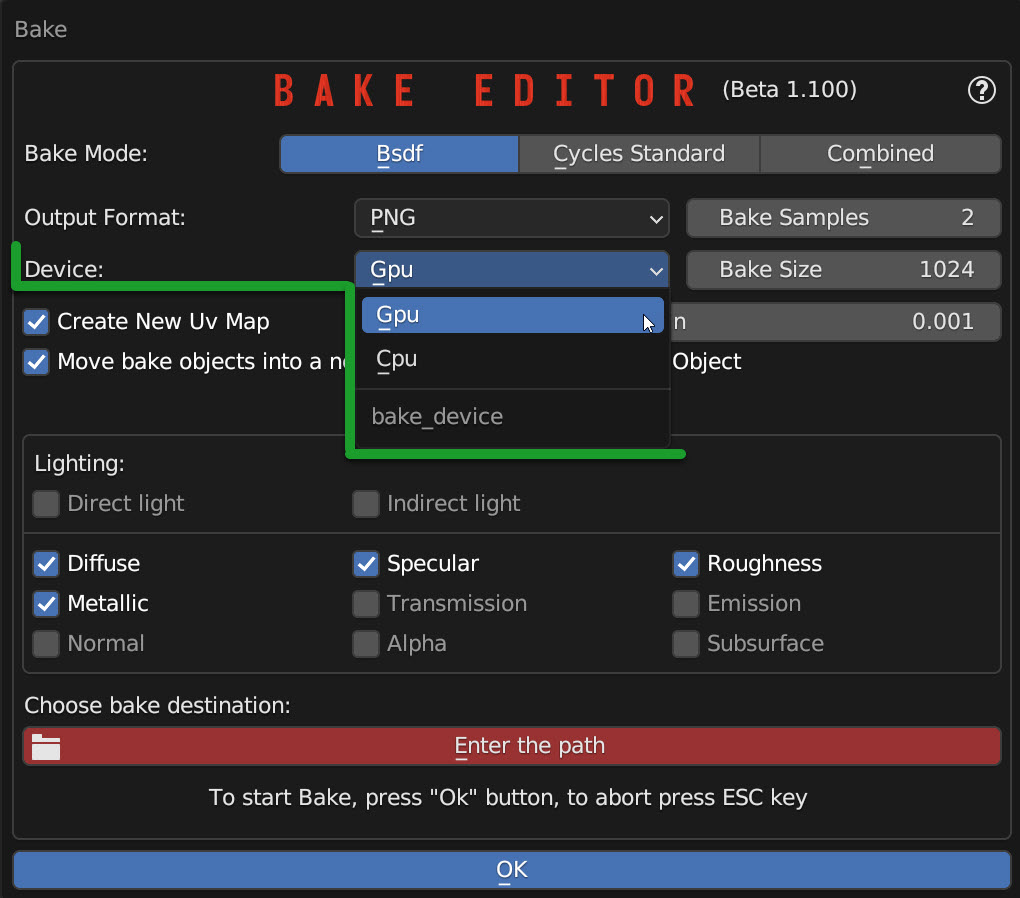 Bake
BAKE EDITOR (Beta 1.100) ?
Bake Mode: Bsdf Cycles Standard Combined
Output Format: PNG Bake Samples 2
Device: Gpu Bake Size 1024
Create New Uv Map Gpu n 0.001
Move bake objects into a ne Cpu Object
bake_device
Lighting:
Direct light Indirect light
Diffuse Specular Roughness
Metallic Transmission Emission
Normal Alpha Subsurface
Choose bake destination:
Enter the path
To start Bake, press "Ok" button, to abort press ESC key
OK